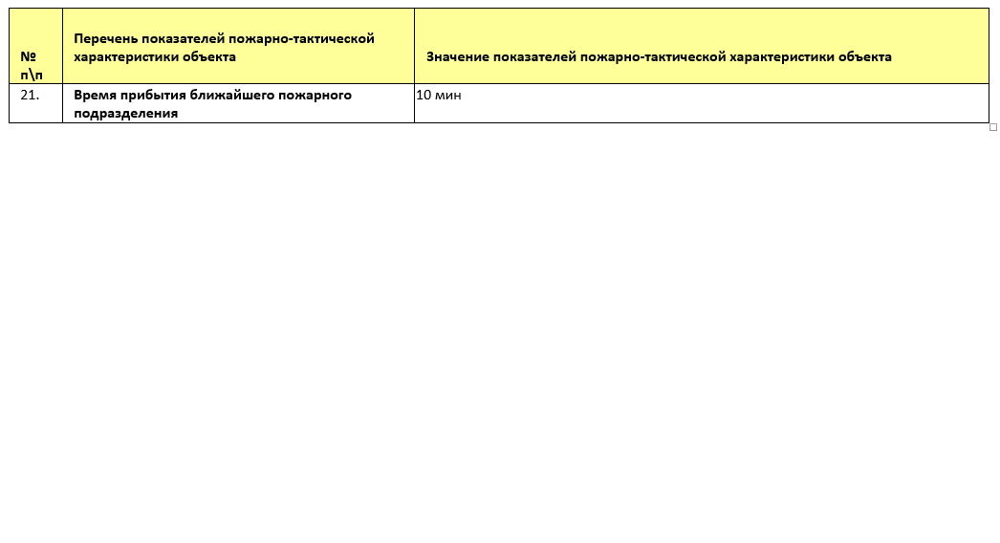 №
п\п
Перечень показателей пожарно-тактической
характеристики объекта
Значение показателей пожарно-тактической характеристики объекта
21.
Время прибытия ближайшего пожарного
подразделения
10 мин